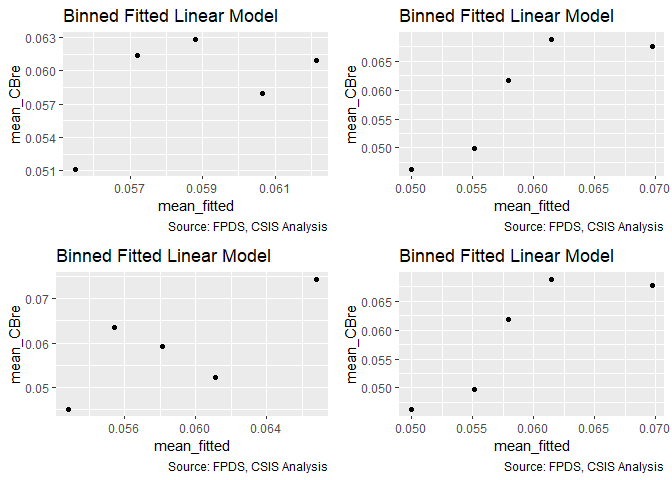 Binned Fitted Linear Model
mean_CBre
0.063
0.060
0.057
0.054
0.051
0.057 0.059 0.061
mean_fitted
Source: FPDS, CSIS Analysis
Binned Fitted Linear Model
mean_CBre
0.065
0.060
0.055
0.050
0.050 0.055 0.060 0.065 0.070
mean_fitted
Source: FPDS, CSIS Analysis
Binned Fitted Linear Model
mean_CBre
0.07
0.06
0.05
0.056 0.060 0.064
mean_fitted
Source: FPDS, CSIS Analysis
Binned Fitted Linear Model
mean_CBre
0.065
0.060
0.055
0.050
0.050 0.055 0.060 0.065 0.070
mean_fitted
Source: FPDS, CSIS Analysis